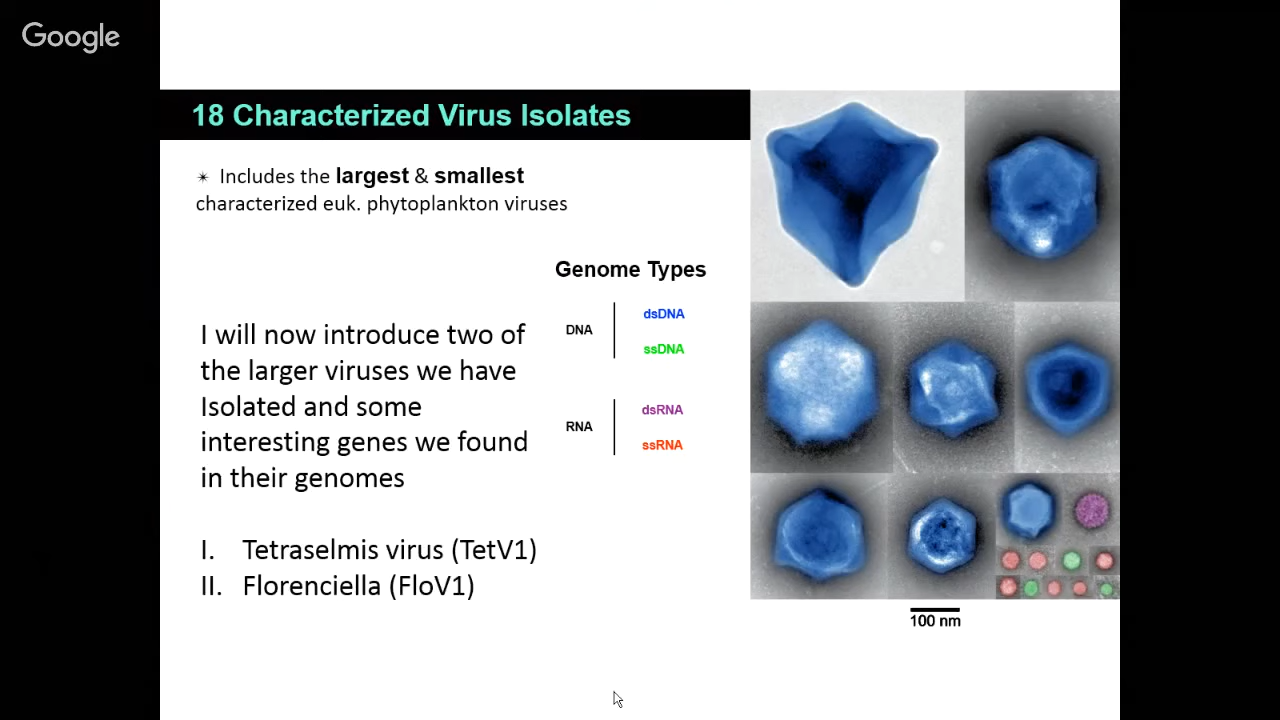 Google
18 Characterized Virus Isolates
✶ Includes the largest & smallest
characterized euk. phytoplankton viruses
Genome Types
DNA
dsDNA
ssDNA
RNA
dsRNA
ssRNA
I will now introduce two of
the larger viruses we have
Isolated and some
interesting genes we found
in their genomes
I. Tetraselmis virus (TetV1)
II. Florenciella (FloV1)
100 nm